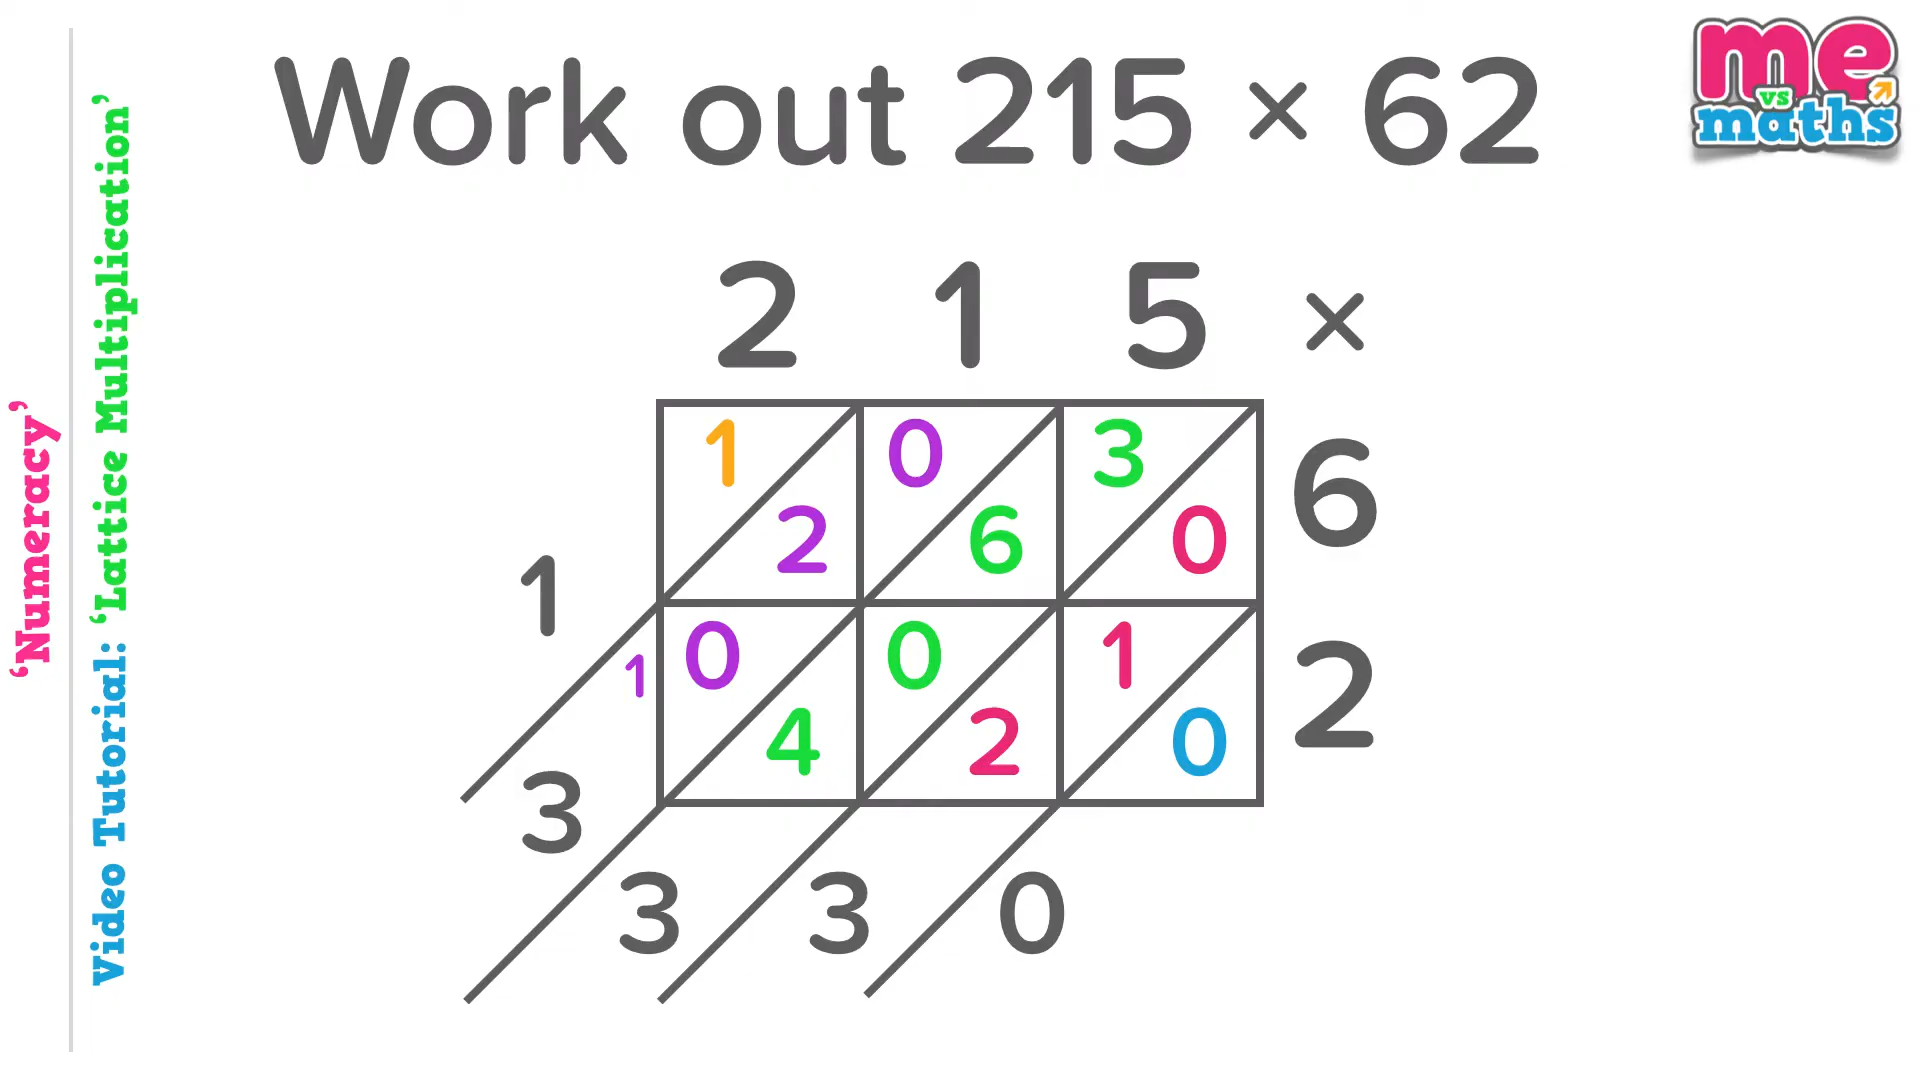 Work out 215 × 62
me
vs
maths
'Numeracy'
Video Tutorial: 'Lattice Multiplication'
2 1 5 ×
1 0 3
6
2 6 0
1
1 0 0 1
2
4 2 0
3
3 3 0